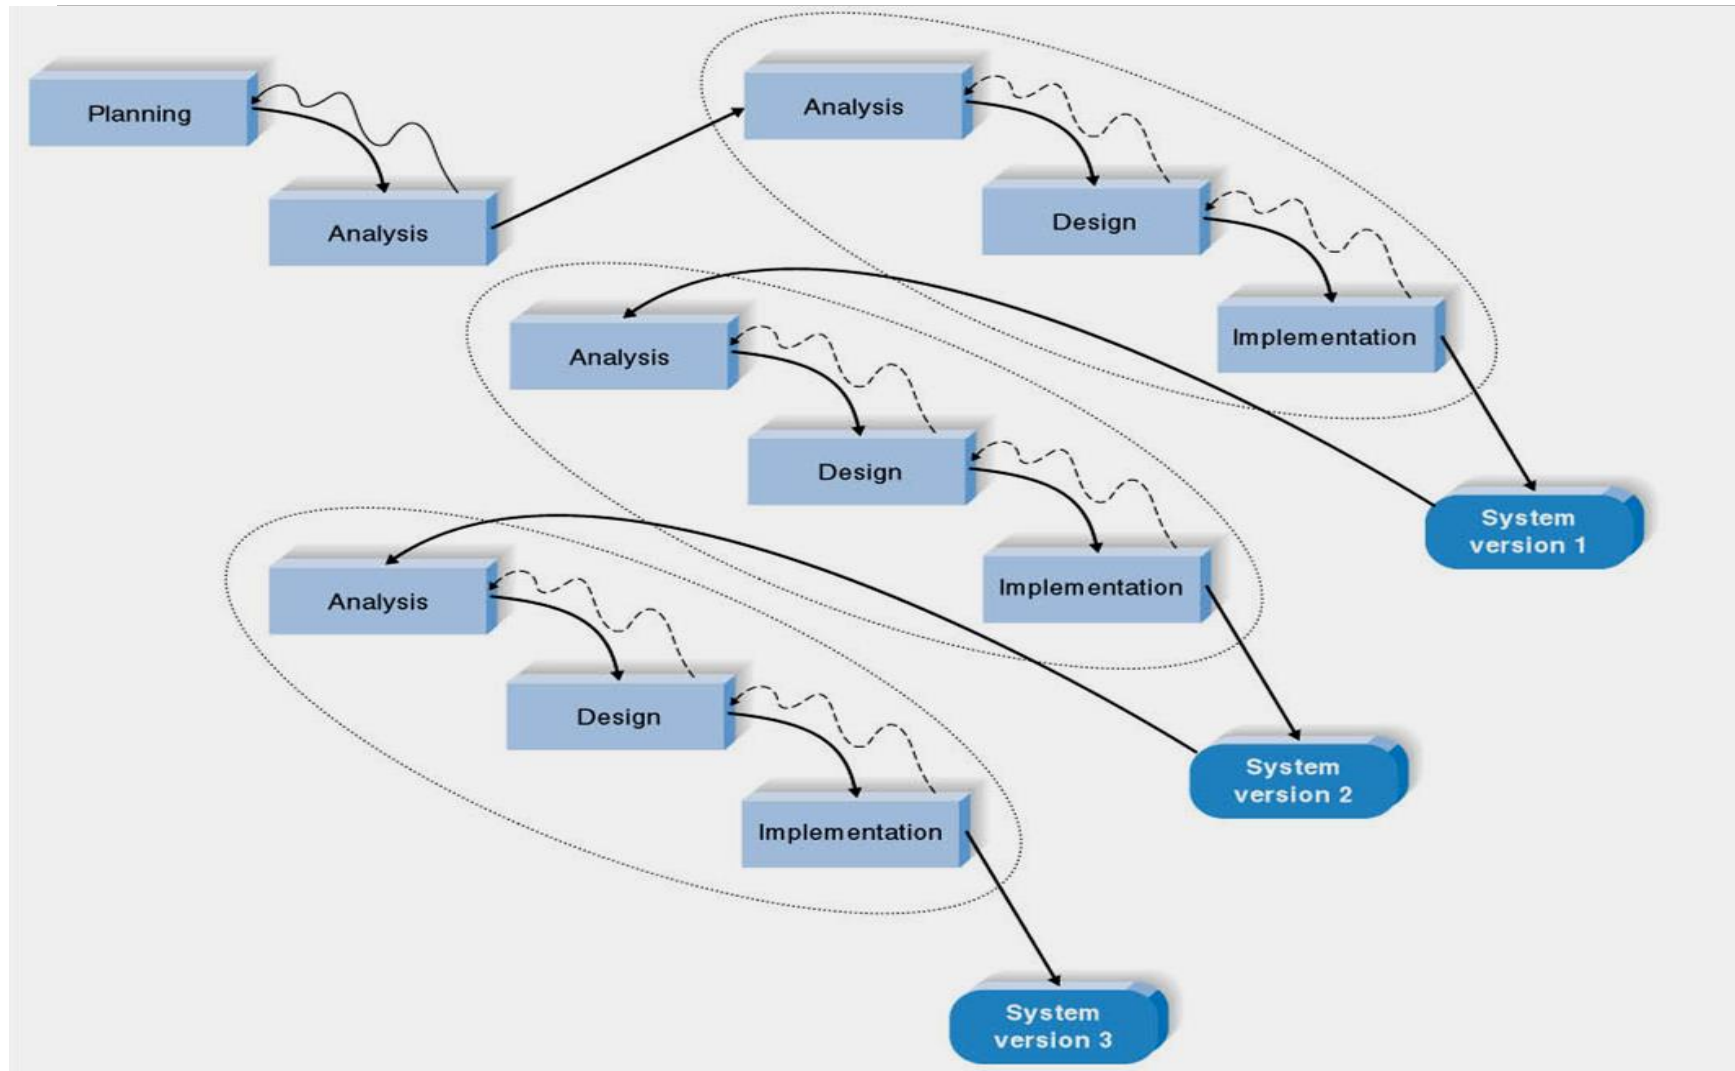 Planning
Analysis
Analysis
Design
Implementation
System
version 1
Analysis
Design
Implementation
System
version 2
Analysis
Design
Implementation
System
version 3